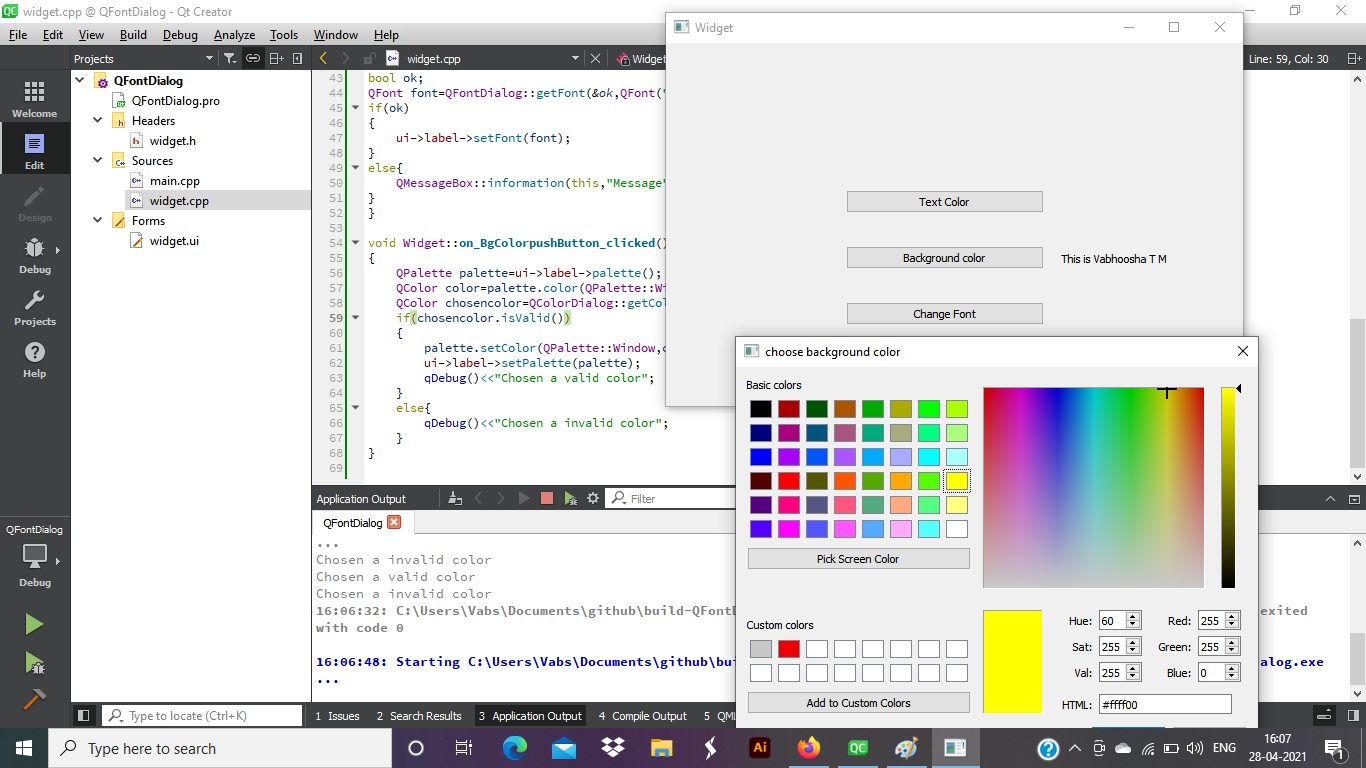 widget.cpp @ QFontDialog - Qt Creator
File Edit View Build Debug Analyze Tools Window Help
Projects
widget.cpp
Widget
Line: 59, Col: 30
Welcome
Edit
Design
Debug
Projects
Help
QFontDialog
Debug
QFontDialog
QFontDialog.pro
Headers
widget.h
Sources
main.cpp
widget.cpp
Forms
widget.ui
43 bool ok;
44 QFont font=QFontDialog::getFont(&ok,QFont("
45 if(ok)
46 {
47 ui->label->setFont(font);
48 }
49 else{
50 QMessageBox::information(this,"Message"
51 }
52 }
53
54 void Widget::on_BgColorpushButton_clicked()
55 {
56 QPalette palette=ui->label->palette();
57 QColor color=palette.color(QPalette::Wi
58 QColor chosencolor=QColorDialog::getCol
59 if(chosencolor.isValid())
60 {
61 palette.setColor(QPalette::Window,c
62 ui->label->setPalette(palette);
63 qDebug()<<"Chosen a valid color";
64 }
65 else{
66 qDebug()<<"Chosen a invalid color";
67 }
68 }
69
Application Output
Filter
QFontDialog
...
Chosen a invalid color
Chosen a valid color
Chosen a invalid color
16:06:32: C:\Users\Vabs\Documents\github\build-QFontD
exited
with code 0
16:06:48: Starting C:\Users\Vabs\Documents\github\bui
alog.exe
...
Type to locate (Ctrl+K)
1 Issues 2 Search Results 3 Application Output 4 Compile Output 5 QML
Widget
Text Color
Background color
This is Vabhoosha T M
Change Font
choose background color
Basic colors
Pick Screen Color
Custom colors
Add to Custom Colors
Hue: 60 Red: 255
Sat: 255 Green: 255
Val: 255 Blue: 0
HTML: #ffff00
Type here to search
Ai
QC
ENG
16:07
28-04-2021
1